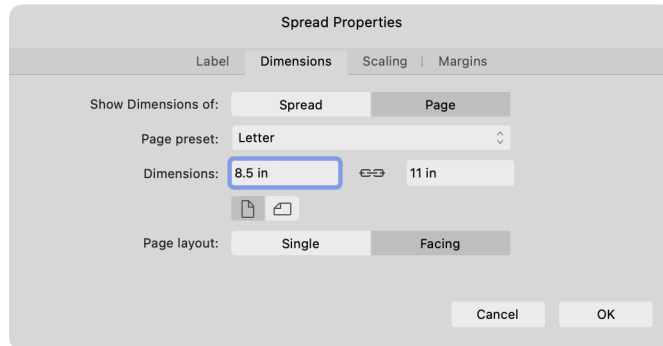 Spread Properties
Label Dimensions Scaling Margins
Show Dimensions of: Spread Page
Page preset: Letter
Dimensions: 8.5 in 11 in
Page layout: Single Facing
Cancel OK